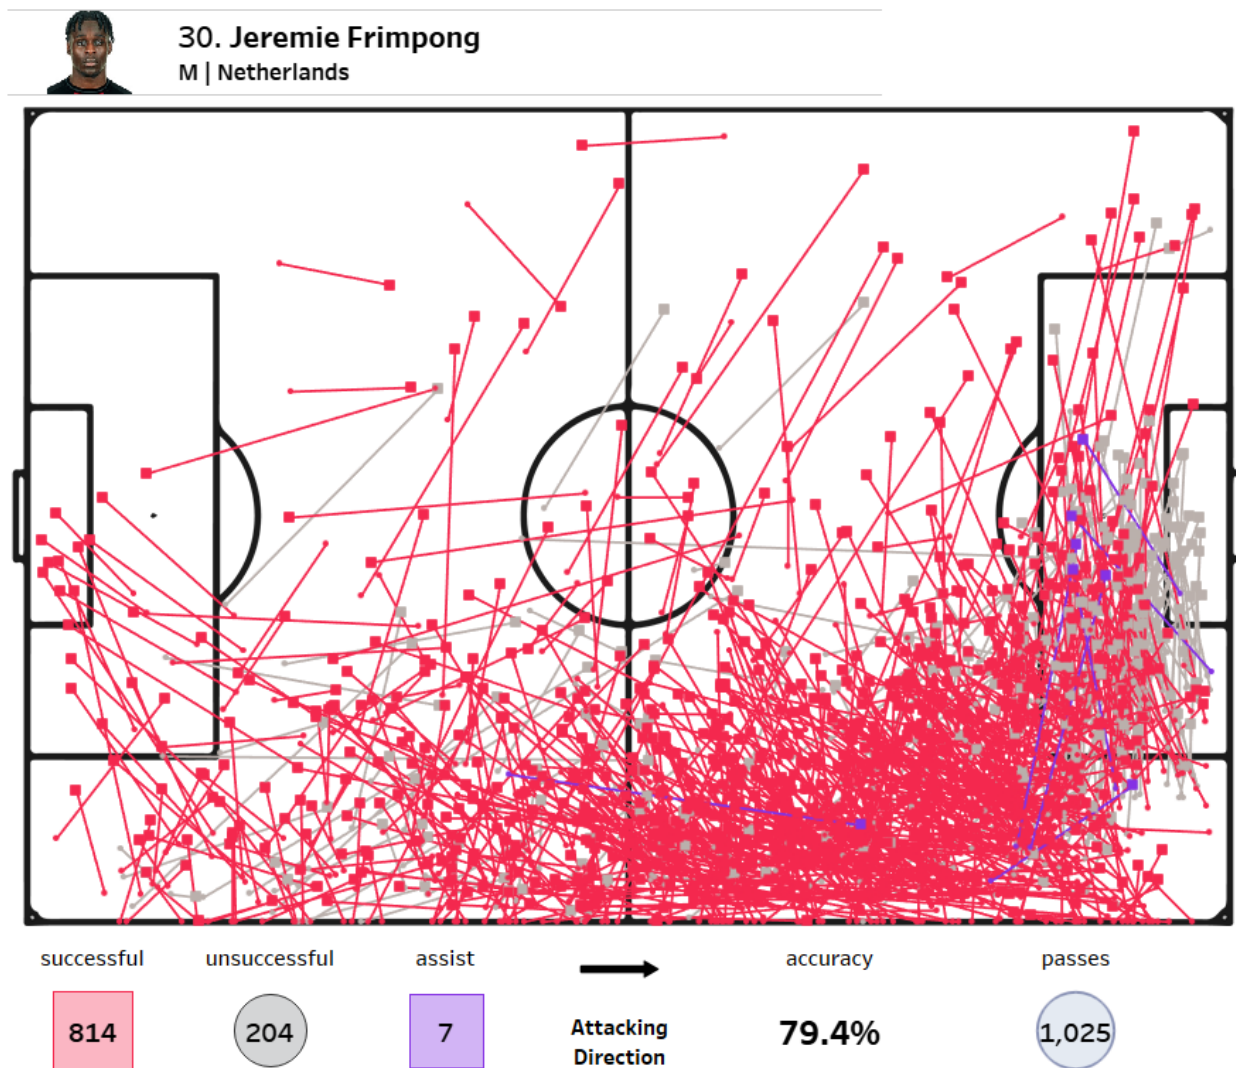 30. Jeremie Frimpong
M | Netherlands
successful unsuccessful assist accuracy passes
814 204 7 Attacking Direction 79.4% 1,025